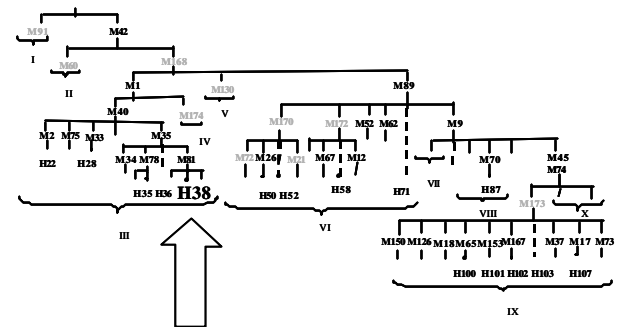 M91 M42
I M60 M168
II M1 M130 M89
M40 M174 V
M170 M172 M52 M62 M9
M2 M75 M33 M35 IV
M72 M26 M21 M67 M12 M70 M45
H22 H28 M34 M78 M81 VII M74
H35 H36 H38 H50 H52 H58 H71 H87 M173
III VI VIII X
M150 M126 M18 M65 M153 M167 M37 M17 M73
H100 H101 H102 H103 H107
IX